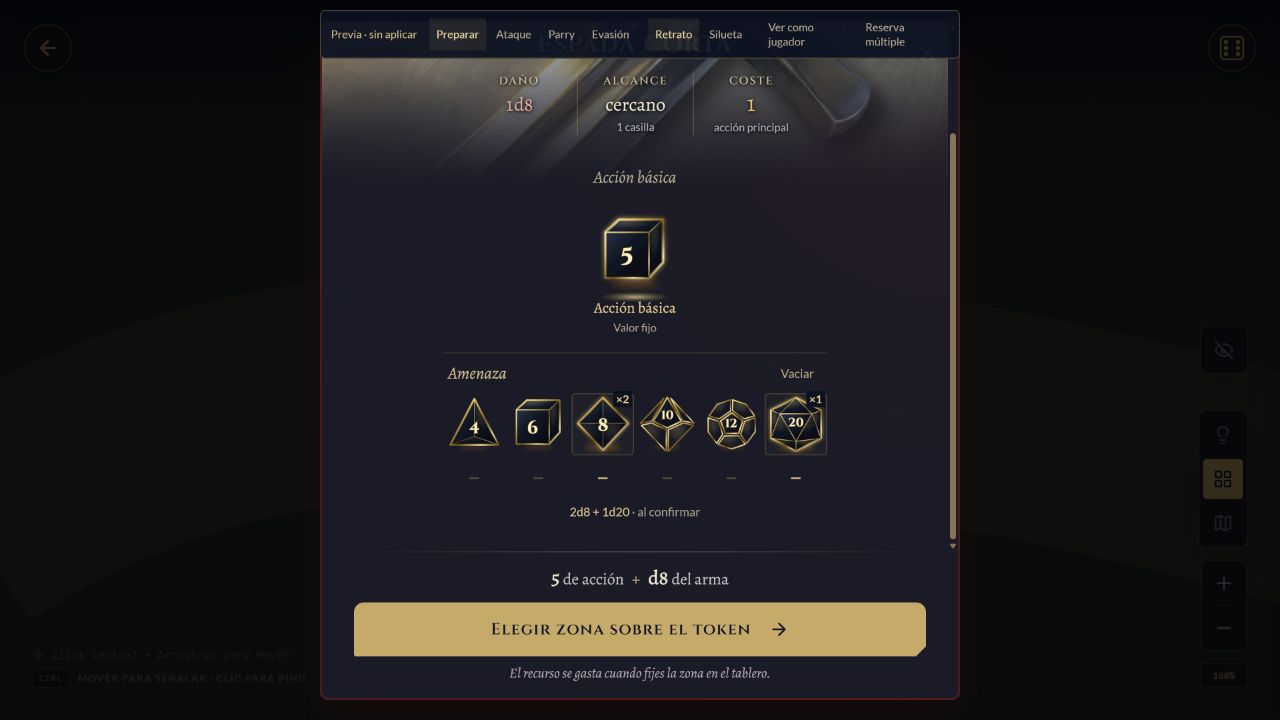 Previa · sin aplicar
Preparar
Ataque
Parry
Evasión
Retrato
Silueta
Ver como jugador
Reserva múltiple
ESPADA CORTA
DAÑO
1d8
ALCANCE
cercano
1 casilla
COSTE
1
acción principal
Acción básica
5
Acción básica
Valor fijo
Amenaza
Vaciar
4
6
8
×2
10
12
20
×1
2d8 + 1d20 · al confirmar
5 de acción + d8 del arma
ELEGIR ZONA SOBRE EL TOKEN
El recurso se gasta cuando fijes la zona en el tablero.
Click Central + Arrastrar para Mover
CTRL MOVER PARA SEÑALAR · CLIC PARA PING
160%